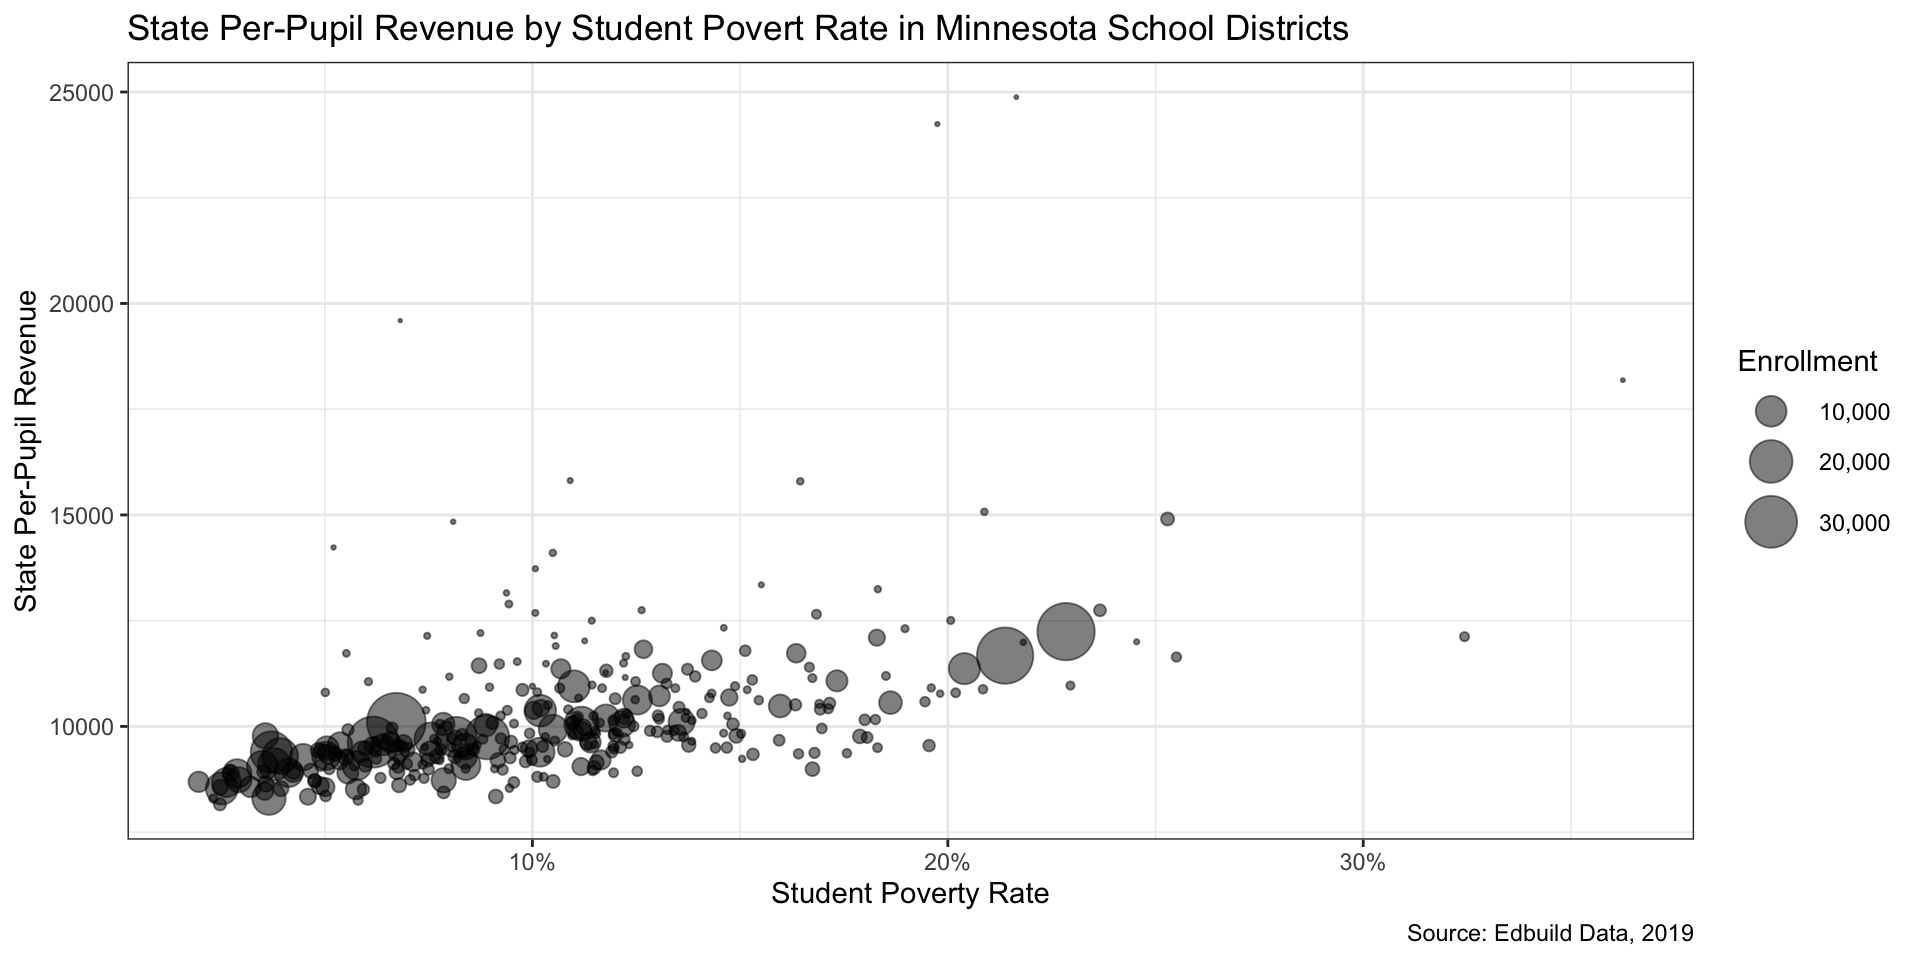 State Per-Pupil Revenue by Student Povert Rate in Minnesota School Districts
25000
20000
15000
10000
State Per-Pupil Revenue
10%
20%
30%
Student Poverty Rate
Enrollment
10,000
20,000
30,000
Source: Edbuild Data, 2019